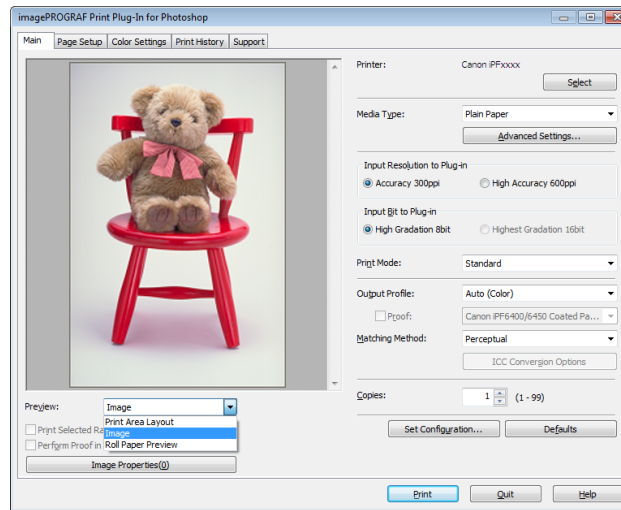 imagePROGRAF Print Plug-In for Photoshop
Main Page Setup Color Settings Print History Support
Printer: Canon iPFxxxx
Select
Media Type: Plain Paper
Advanced Settings...
Input Resolution to Plug-in
Accuracy 300ppi High Accuracy 600ppi
Input Bit to Plug-in
High Gradation 8bit Highest Gradation 16bit
Print Mode: Standard
Output Profile: Auto (Color)
Proof: Canon iPF6400/6450 Coated Pa...
Matching Method: Perceptual
ICC Conversion Options
Copies: 1 (1 - 99)
Set Configuration... Defaults
Preview: Image
Print Area Layout
Image
Roll Paper Preview
Print Selected Ra
Perform Proof in
Image Properties(0)
Print Quit Help